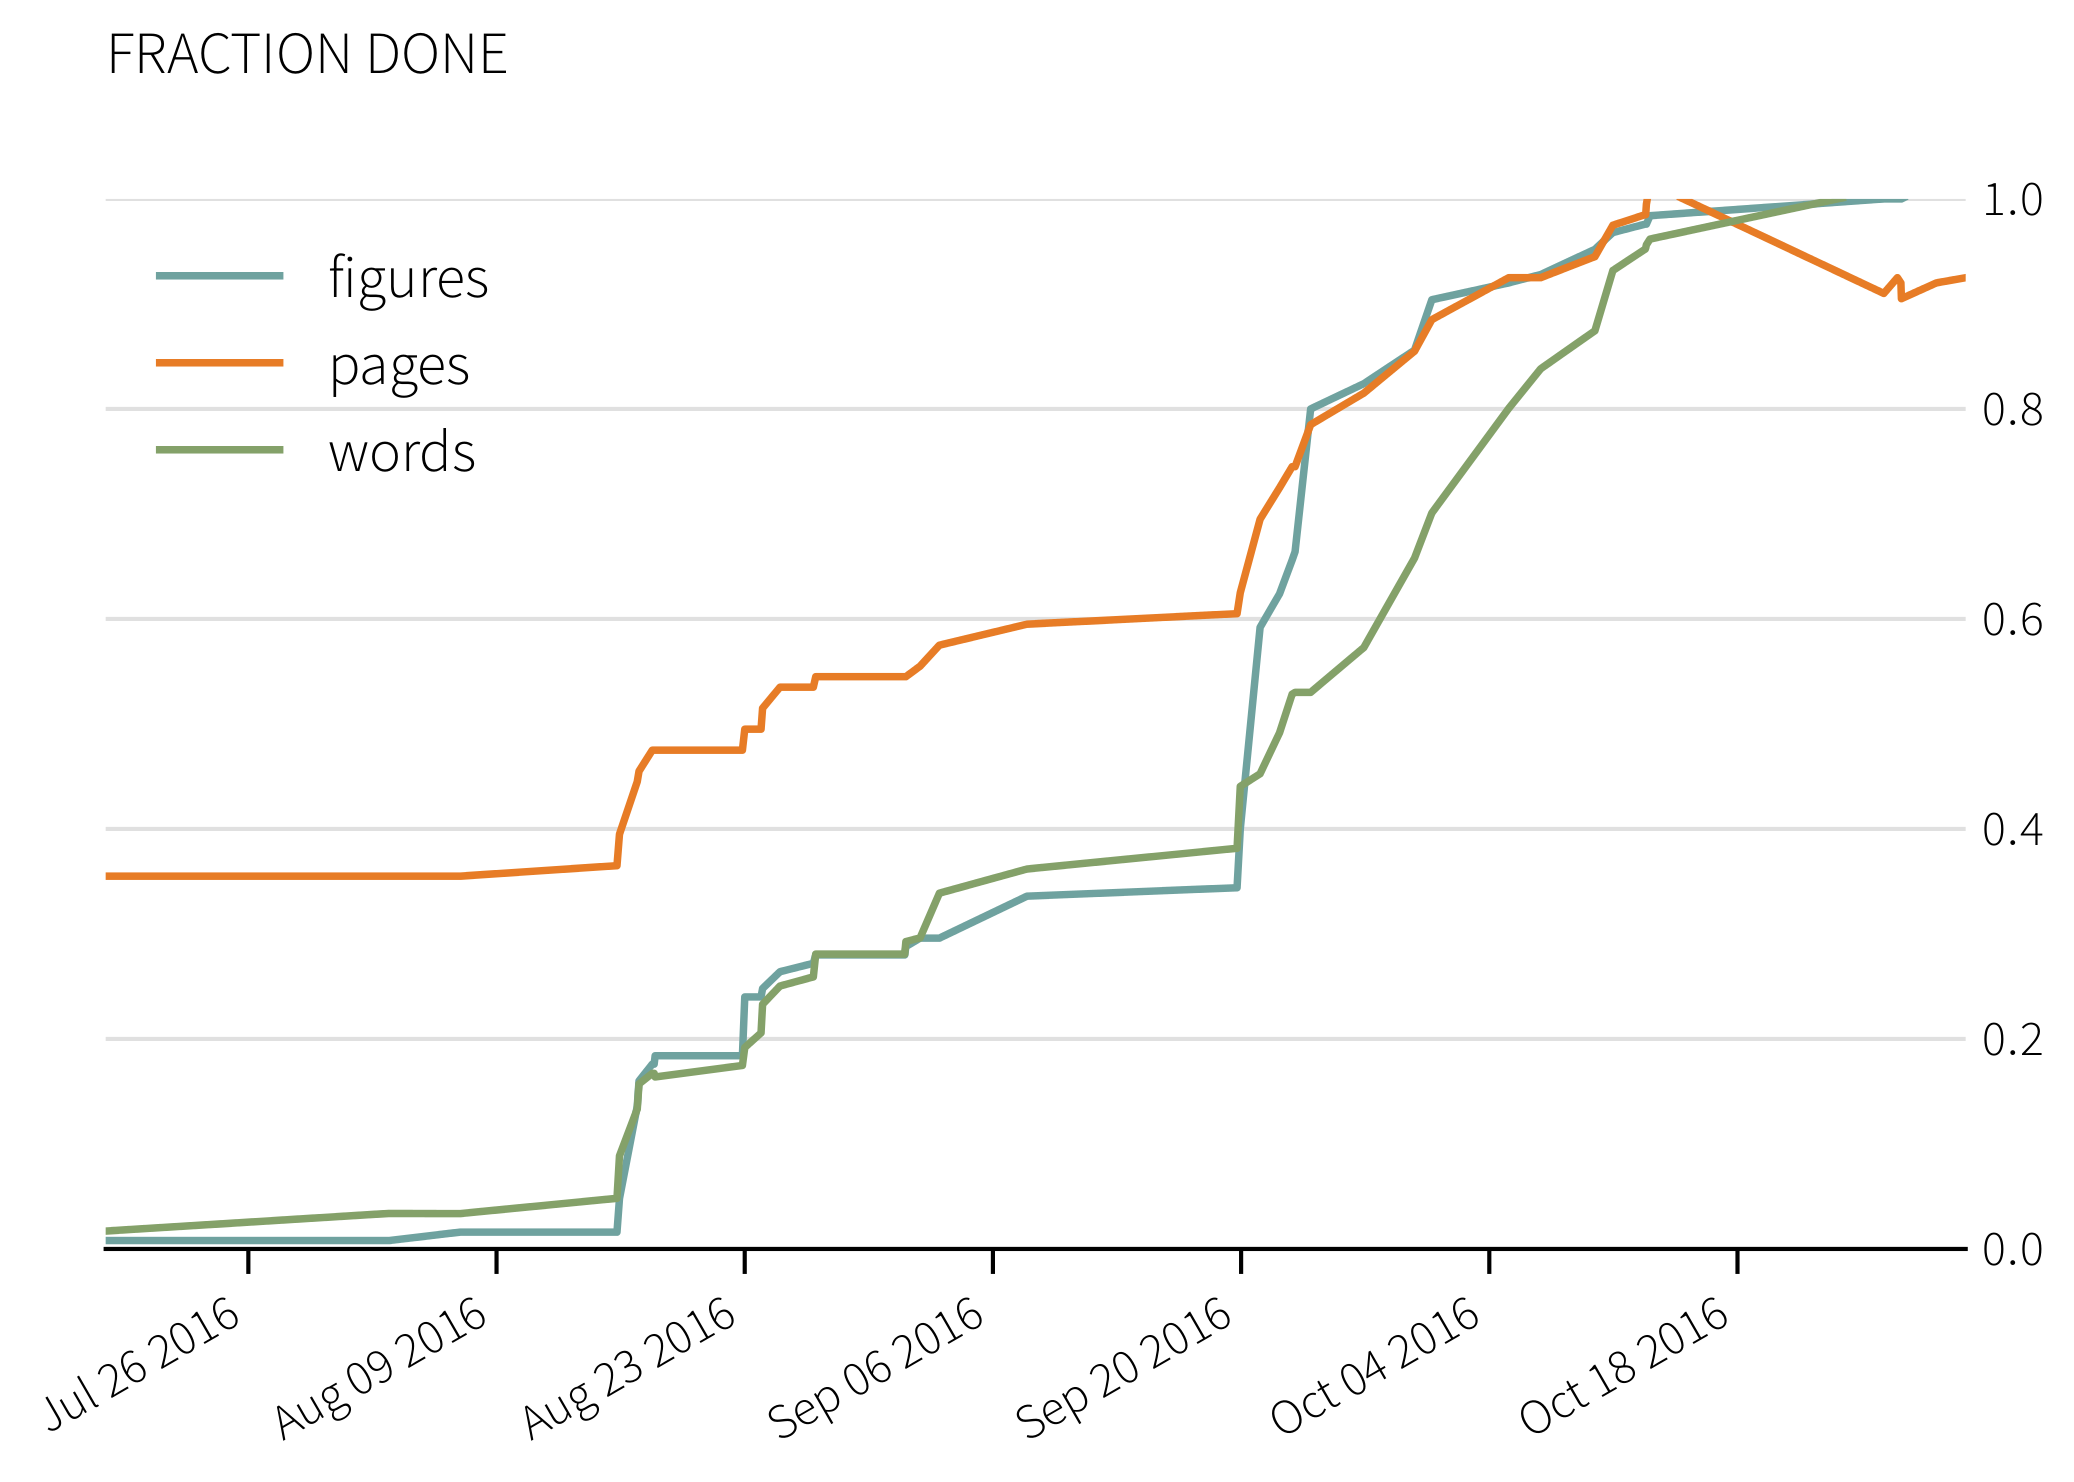 FRACTION DONE
figures
pages
words
1.0
0.8
0.6
0.4
0.2
0.0
Jul 26 2016
Aug 09 2016
Aug 23 2016
Sep 06 2016
Sep 20 2016
Oct 04 2016
Oct 18 2016